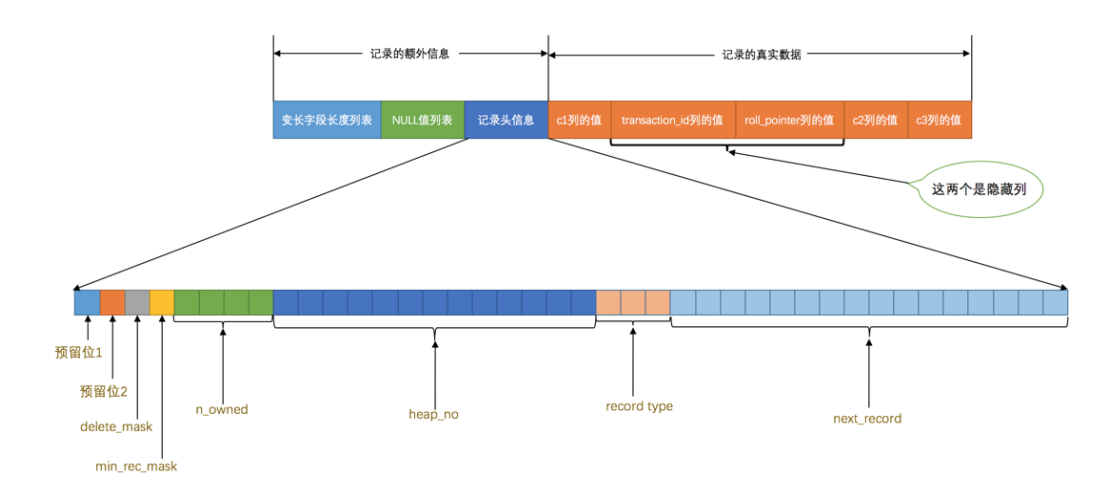 记录的额外信息
记录的真实数据
变长字段长度列表
NULL值列表
记录头信息
c1列的值
transaction_id列的值
roll_pointer列的值
c2列的值
c3列的值
这两个是隐藏列
预留位1
预留位2
delete_mask
min_rec_mask
n_owned
heap_no
record type
next_record